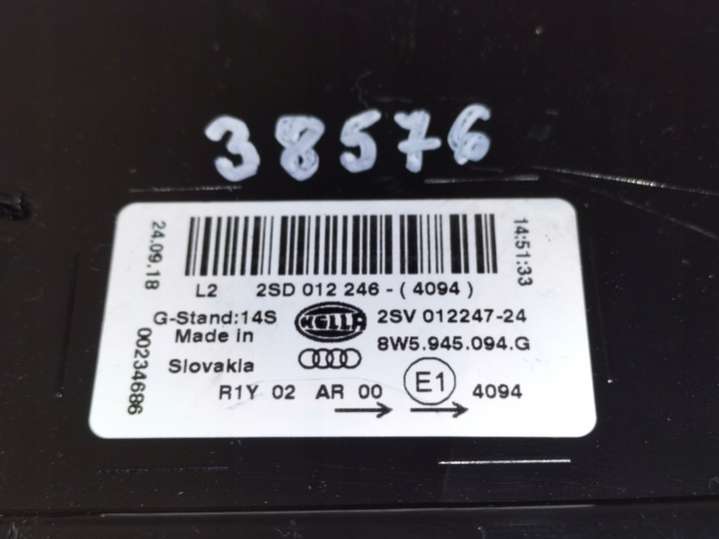 38576
24.09.18
14:51:33
L2 2SD 012 246-(4094)
G-Stand:14S HELLA 2SV 012247-24
Made in 8W5.945.094.G
Slovakia
00234686
R1Y 02 AR 00 E1 4094